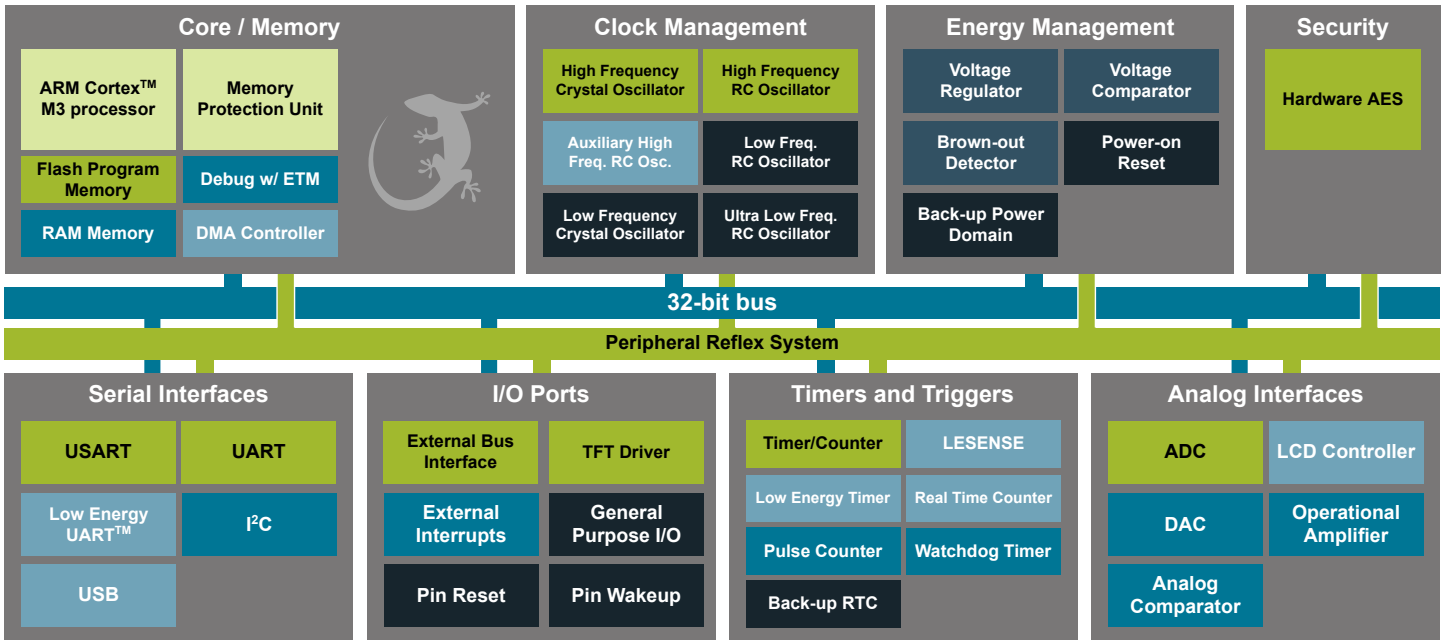 Core / Memory
ARM Cortex™
M3 processor
Memory
Protection Unit
Flash Program
Memory
Debug w/ ETM
RAM Memory
DMA Controller
Clock Management
High Frequency
Crystal Oscillator
High Frequency
RC Oscillator
Auxiliary High
Freq. RC Osc.
Low Freq.
RC Oscillator
Low Frequency
Crystal Oscillator
Ultra Low Freq.
RC Oscillator
Energy Management
Voltage
Regulator
Voltage
Comparator
Brown-out
Detector
Power-on
Reset
Back-up Power
Domain
Security
Hardware AES
32-bit bus
Peripheral Reflex System
Serial Interfaces
USART
UART
Low Energy
UART™
I²C
USB
I/O Ports
External Bus
Interface
TFT Driver
External
Interrupts
General
Purpose I/O
Pin Reset
Pin Wakeup
Timers and Triggers
Timer/Counter
LESENSE
Low Energy Timer
Real Time Counter
Pulse Counter
Watchdog Timer
Back-up RTC
Analog Interfaces
ADC
LCD Controller
DAC
Operational
Amplifier
Analog
Comparator